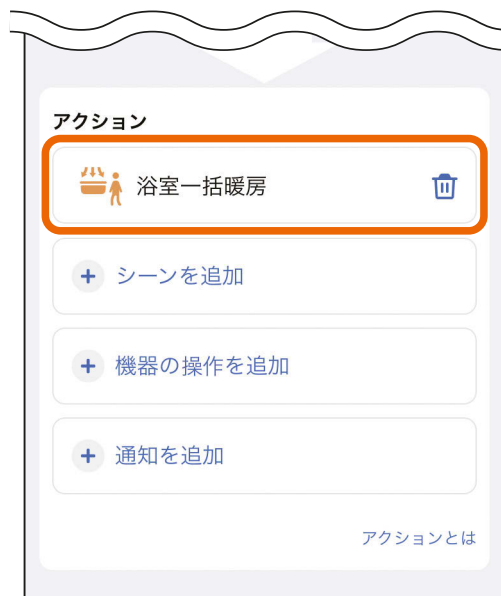 アクション
浴室一括暖房
シーンを追加
機器の操作を追加
通知を追加
アクションとは